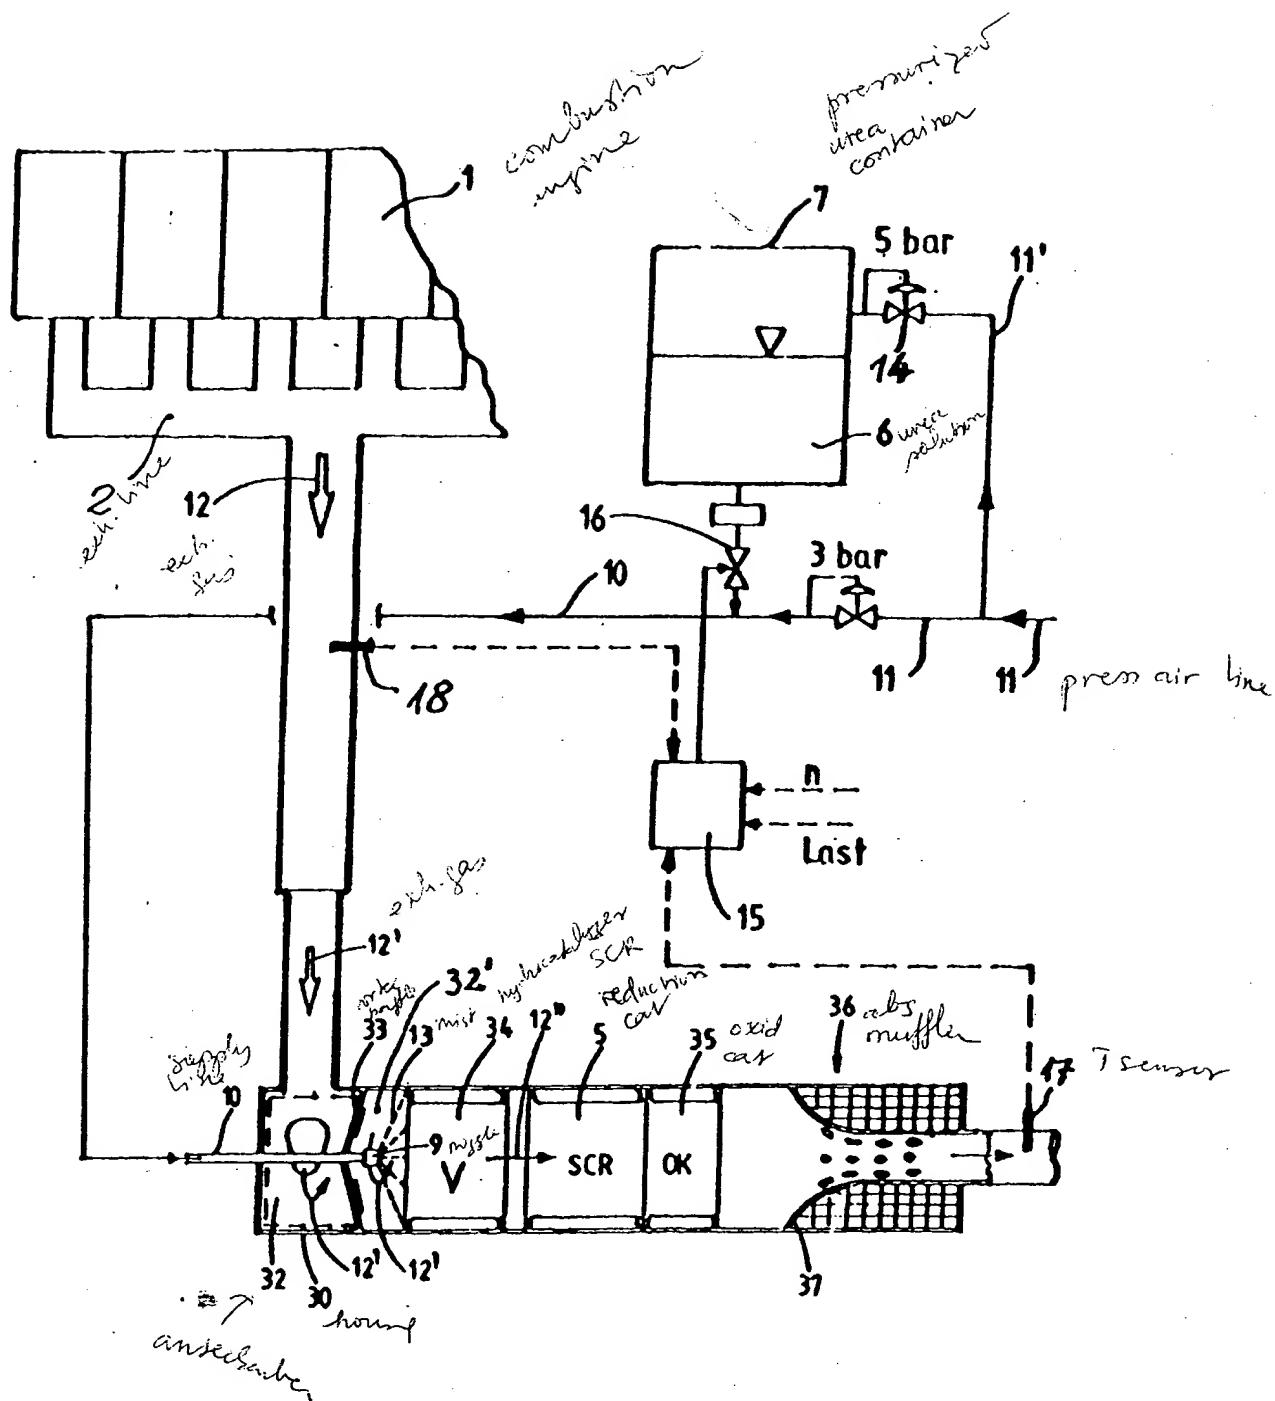 combustion
engine
pressurized
urea
container
1
7
5 bar
11'
14
6 urea
solution
2
exh. line
12
exh.
gas
16
3 bar
10
11
11
press air line
18
n
Last
15
exh. gas
12'
33
32'
13 mist
34
12"
SCR
reduction
cat
5
35 oxid
cat
36 abs
muffler
17 T sensor
supply
line
10
9 nozzle
V
SCR
OK
32
12'
12'
30
housing
37